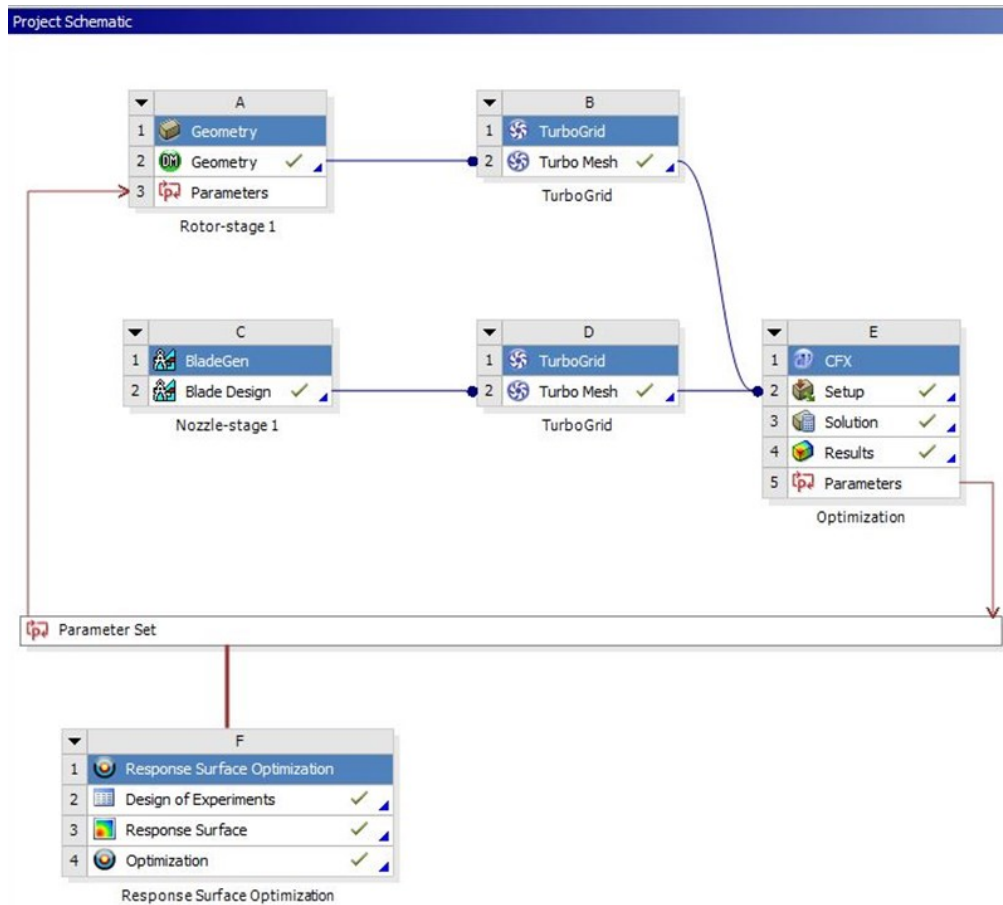 Project Schematic
A
1 Geometry
2 DM Geometry
3 Parameters
Rotor-stage 1
B
1 TurboGrid
2 Turbo Mesh
TurboGrid
C
1 BladeGen
2 Blade Design
Nozzle-stage 1
D
1 TurboGrid
2 Turbo Mesh
TurboGrid
E
1 CFX
2 Setup
3 Solution
4 Results
5 Parameters
Optimization
Parameter Set
F
1 Response Surface Optimization
2 Design of Experiments
3 Response Surface
4 Optimization
Response Surface Optimization